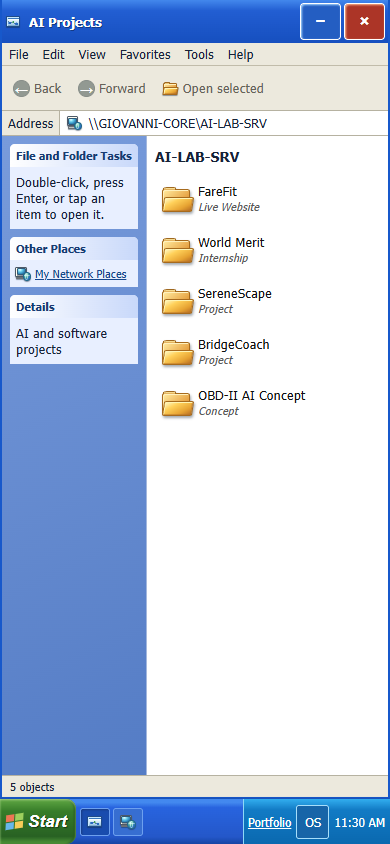 AI Projects
File Edit View Favorites Tools Help
Back Forward Open selected
Address \\GIOVANNI-CORE\AI-LAB-SRV
File and Folder Tasks
Double-click, press
Enter, or tap an
item to open it.
Other Places
My Network Places
Details
AI and software
projects
AI-LAB-SRV
FareFit
Live Website
World Merit
Internship
SereneScape
Project
BridgeCoach
Project
OBD-II AI Concept
Concept
5 objects
Start Portfolio OS 11:30 AM